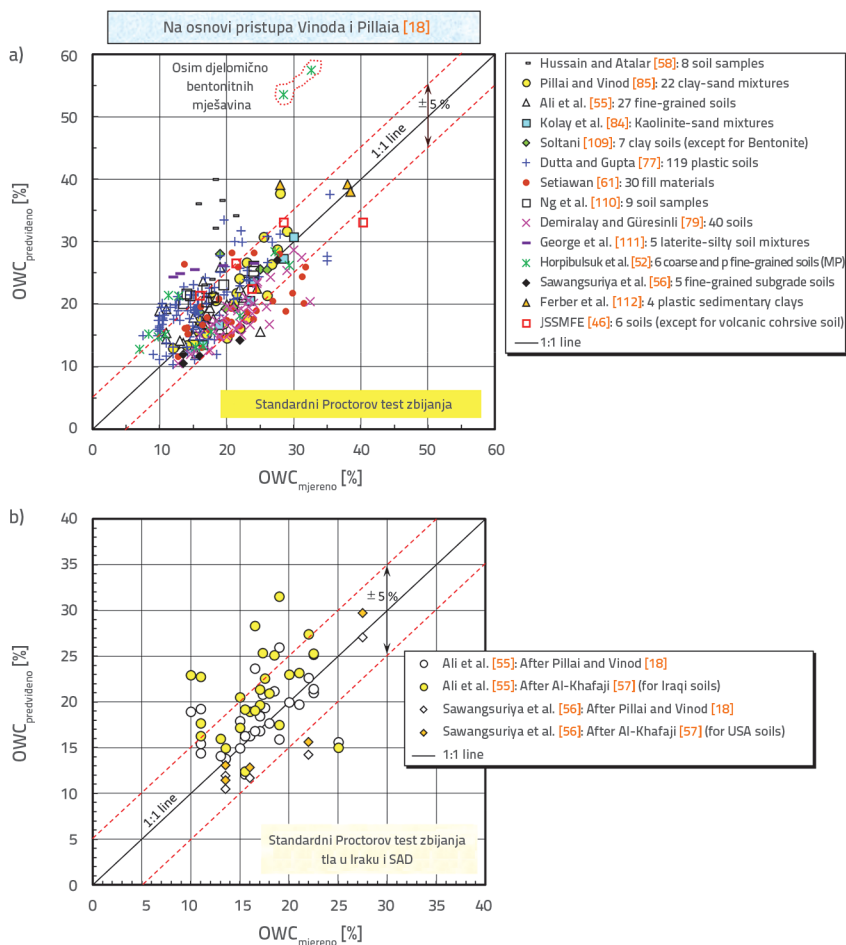 Na osnovi pristupa Vinoda i Pillaia [18]
a)
60
50
40
30
20
10
0
OWCpredviđeno [%]
Osim djelomično
bentonitnih
mješavina
± 5 %
1:1 line
Standardni Proctorov test zbijanja
0 10 20 30 40 50 60
OWCmjereno [%]
Hussain and Atalar [58]: 8 soil samples
Pillai and Vinod [85]: 22 clay-sand mixtures
Ali et al. [55]: 27 fine-grained soils
Kolay et al. [84]: Kaolinite-sand mixtures
Soltani [109]: 7 clay soils (except for Bentonite)
Dutta and Gupta [77]: 119 plastic soils
Setiawan [61]: 30 fill materials
Ng et al. [110]: 9 soil samples
Demiralay and Güresinli [79]: 40 soils
George et al. [111]: 5 laterite-silty soil mixtures
Horpibulsuk et al. [52]: 6 coarse and p fine-grained soils (MP)
Sawangsuriya et al. [56]: 5 fine-grained subgrade soils
Ferber et al. [112]: 4 plastic sedimentary clays
JSSMFE [46]: 6 soils (except for volcanic cohrsive soil)
1:1 line
b)
40
35
30
25
20
15
10
5
0
OWCpredviđeno [%]
± 5 %
1:1 line
Standardni Proctorov test zbijanja
tla u Iraku i SAD
0 5 10 15 20 25 30 35 40
OWCmjereno [%]
Ali et al. [55]: After Pillai and Vinod [18]
Ali et al. [55]: After Al-Khafaji [57] (for Iraqi soils)
Sawangsuriya et al. [56]: After Pillai and Vinod [18]
Sawangsuriya et al. [56]: After Al-Khafaji [57] (for USA soils)
1:1 line